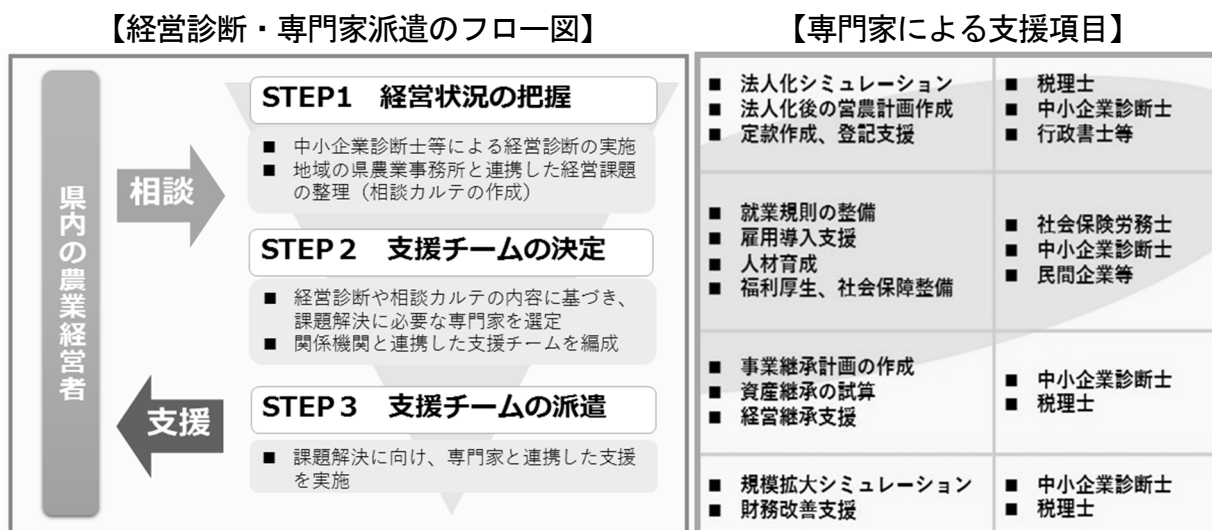 【経営診断・専門家派遣のフロー図】
県内の農業経営者
相談
支援
STEP1 経営状況の把握
■ 中小企業診断士等による経営診断の実施
■ 地域の県農業事務所と連携した経営課題
の整理（相談カルテの作成）
STEP２ 支援チームの決定
■ 経営診断や相談カルテの内容に基づき、
課題解決に必要な専門家を選定
■ 関係機関と連携した支援チームを編成
STEP３ 支援チームの派遣
■ 課題解決に向け、専門家と連携した支援
を実施
【専門家による支援項目】
■ 法人化シミュレーション
■ 法人化後の営農計画作成
■ 定款作成、登記支援
■ 税理士
■ 中小企業診断士
■ 行政書士等
■ 就業規則の整備
■ 雇用導入支援
■ 人材育成
■ 福利厚生、社会保障整備
■ 社会保険労務士
■ 中小企業診断士
■ 民間企業等
■ 事業継承計画の作成
■ 資産継承の試算
■ 経営継承支援
■ 中小企業診断士
■ 税理士
■ 規模拡大シミュレーション
■ 財務改善支援
■ 中小企業診断士
■ 税理士